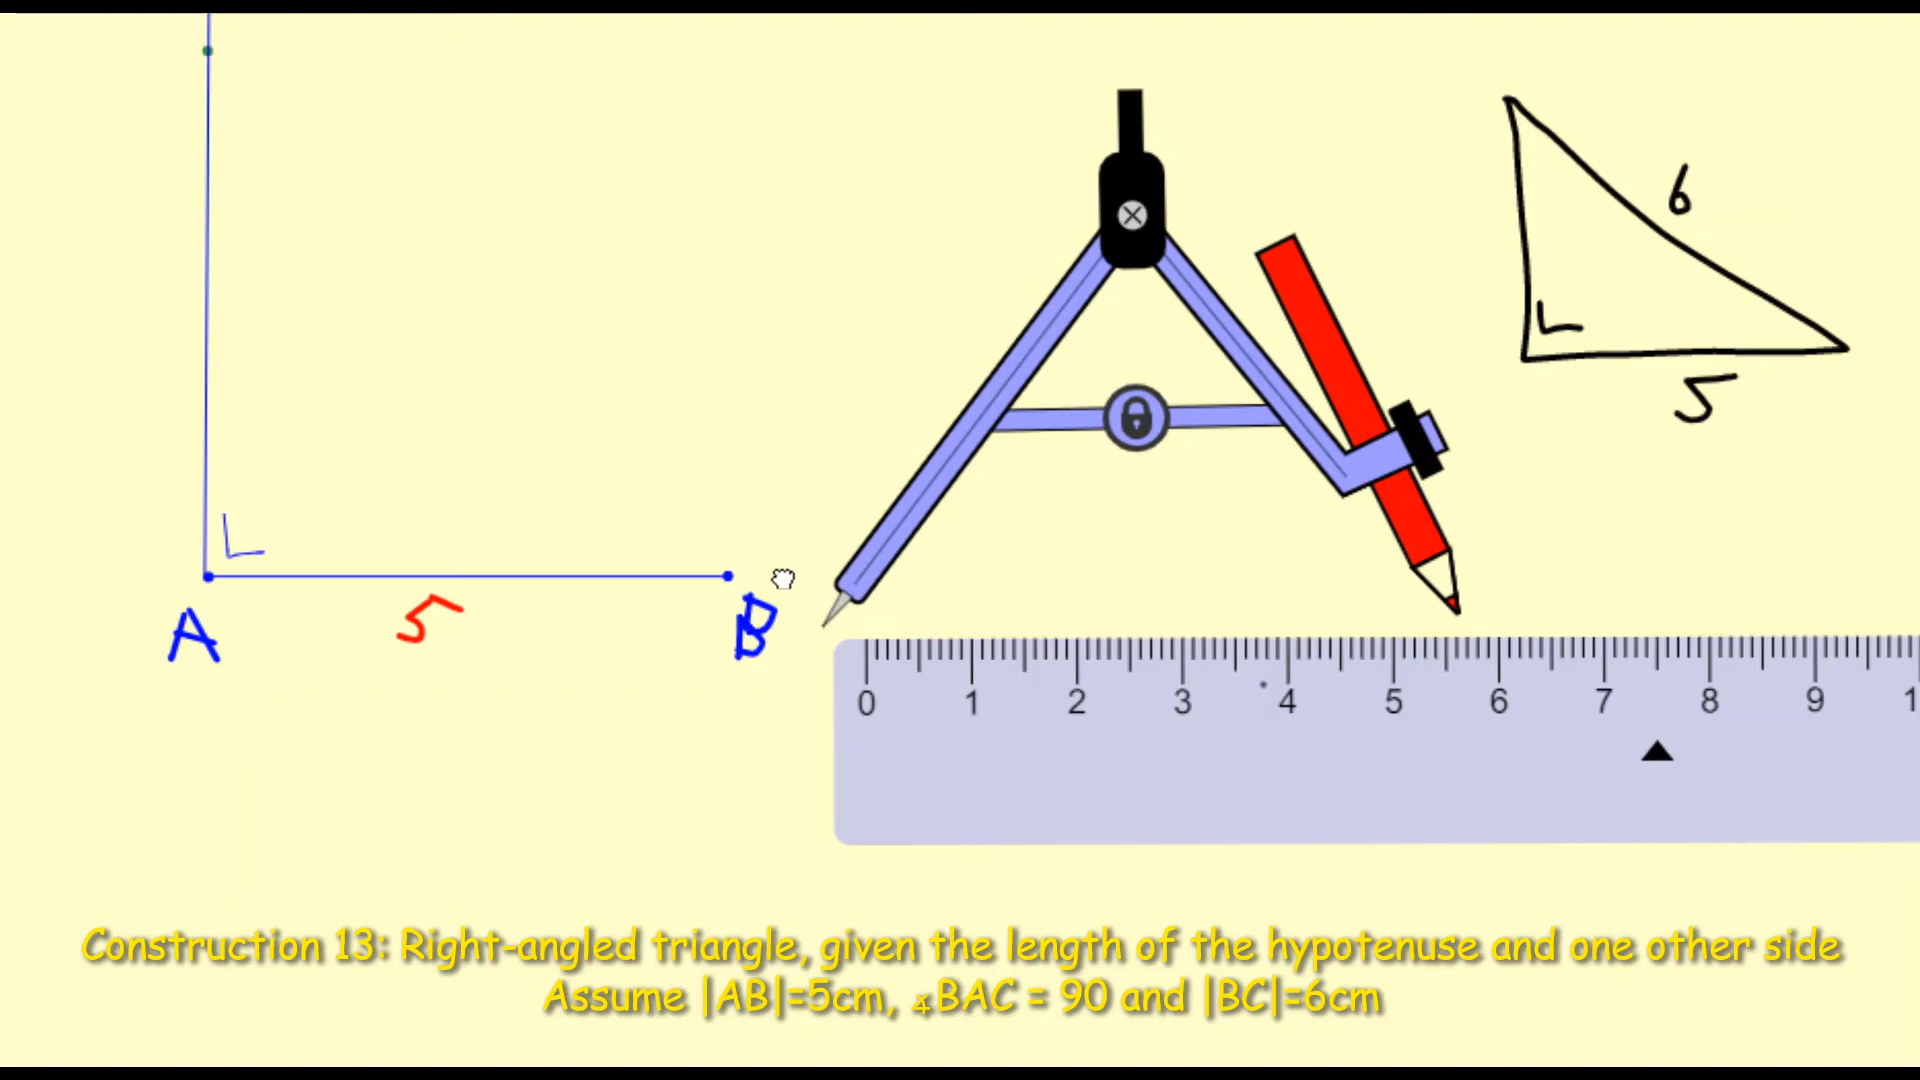 6
5
A
5
B
0 1 2 3 4 5 6 7 8 9 1
Construction 13: Right-angled triangle, given the length of the hypotenuse and one other side
Assume |AB|=5cm, ∡BAC = 90 and |BC|=6cm